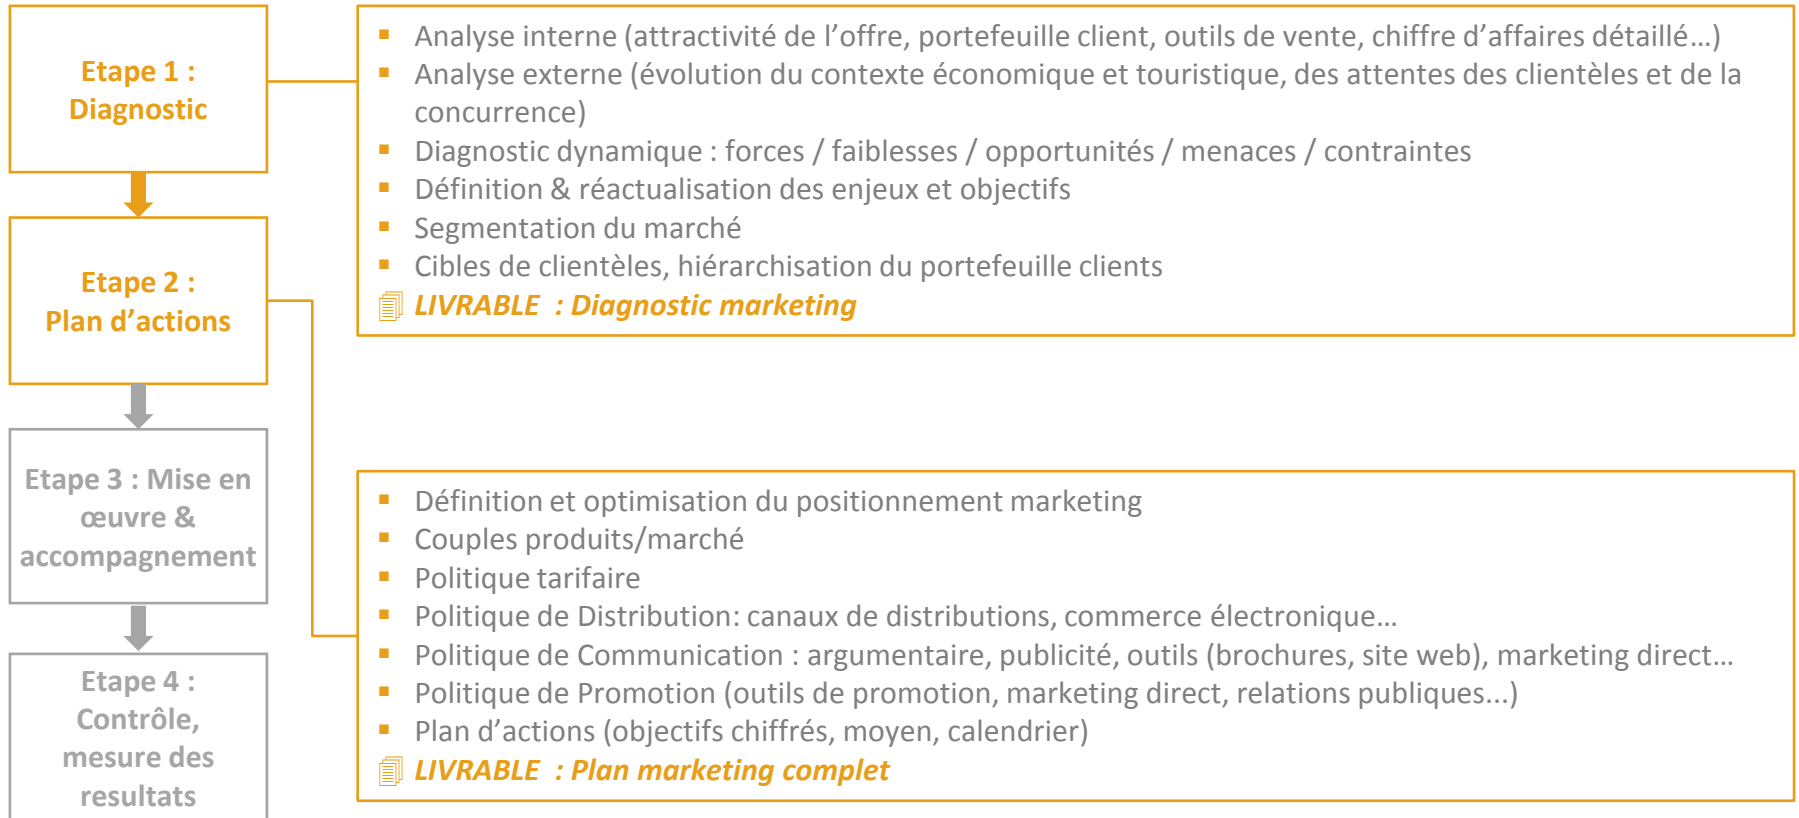 Etape 1 :
Diagnostic
Analyse interne (attractivité de l’offre, portefeuille client, outils de vente, chiffre d’affaires détaillé…)
Analyse externe (évolution du contexte économique et touristique, des attentes des clientèles et de la
concurrence)
Diagnostic dynamique : forces / faiblesses / opportunités / menaces / contraintes
Définition & réactualisation des enjeux et objectifs
Segmentation du marché
Cibles de clientèles, hiérarchisation du portefeuille clients
LIVRABLE : Diagnostic marketing
Etape 2 :
Plan d’actions
Définition et optimisation du positionnement marketing
Couples produits/marché
Politique tarifaire
Politique de Distribution: canaux de distributions, commerce électronique…
Politique de Communication : argumentaire, publicité, outils (brochures, site web), marketing direct…
Politique de Promotion (outils de promotion, marketing direct, relations publiques...)
Plan d’actions (objectifs chiffrés, moyen, calendrier)
LIVRABLE : Plan marketing complet
Etape 3 : Mise en
œuvre &
accompagnement
Etape 4 :
Contrôle,
mesure des
resultats